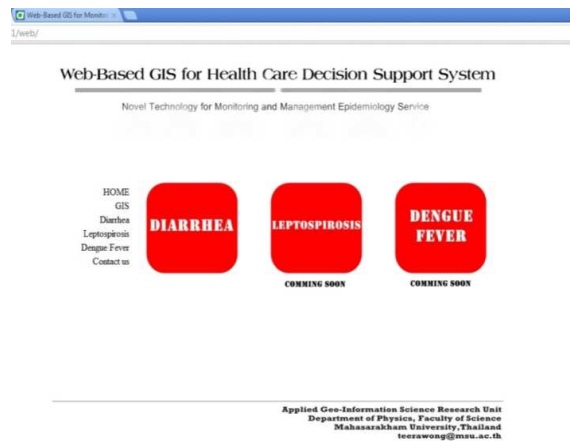 Web-Based GIS for Monitor
1/web/
Web-Based GIS for Health Care Decision Support System
Novel Technology for Monitoring and Management Epidemiology Service
HOME
GIS
Diarrhea
Leptospirosis
Dengue Fever
Contact us
DIARRHEA
LEPTOSPIROSIS
DENGUE
FEVER
COMMING SOON
COMMING SOON
Applied Geo-Information Science Research Unit
Department of Physics, Faculty of Science
Mahasarakham University,Thailand
teerawong@msu.ac.th